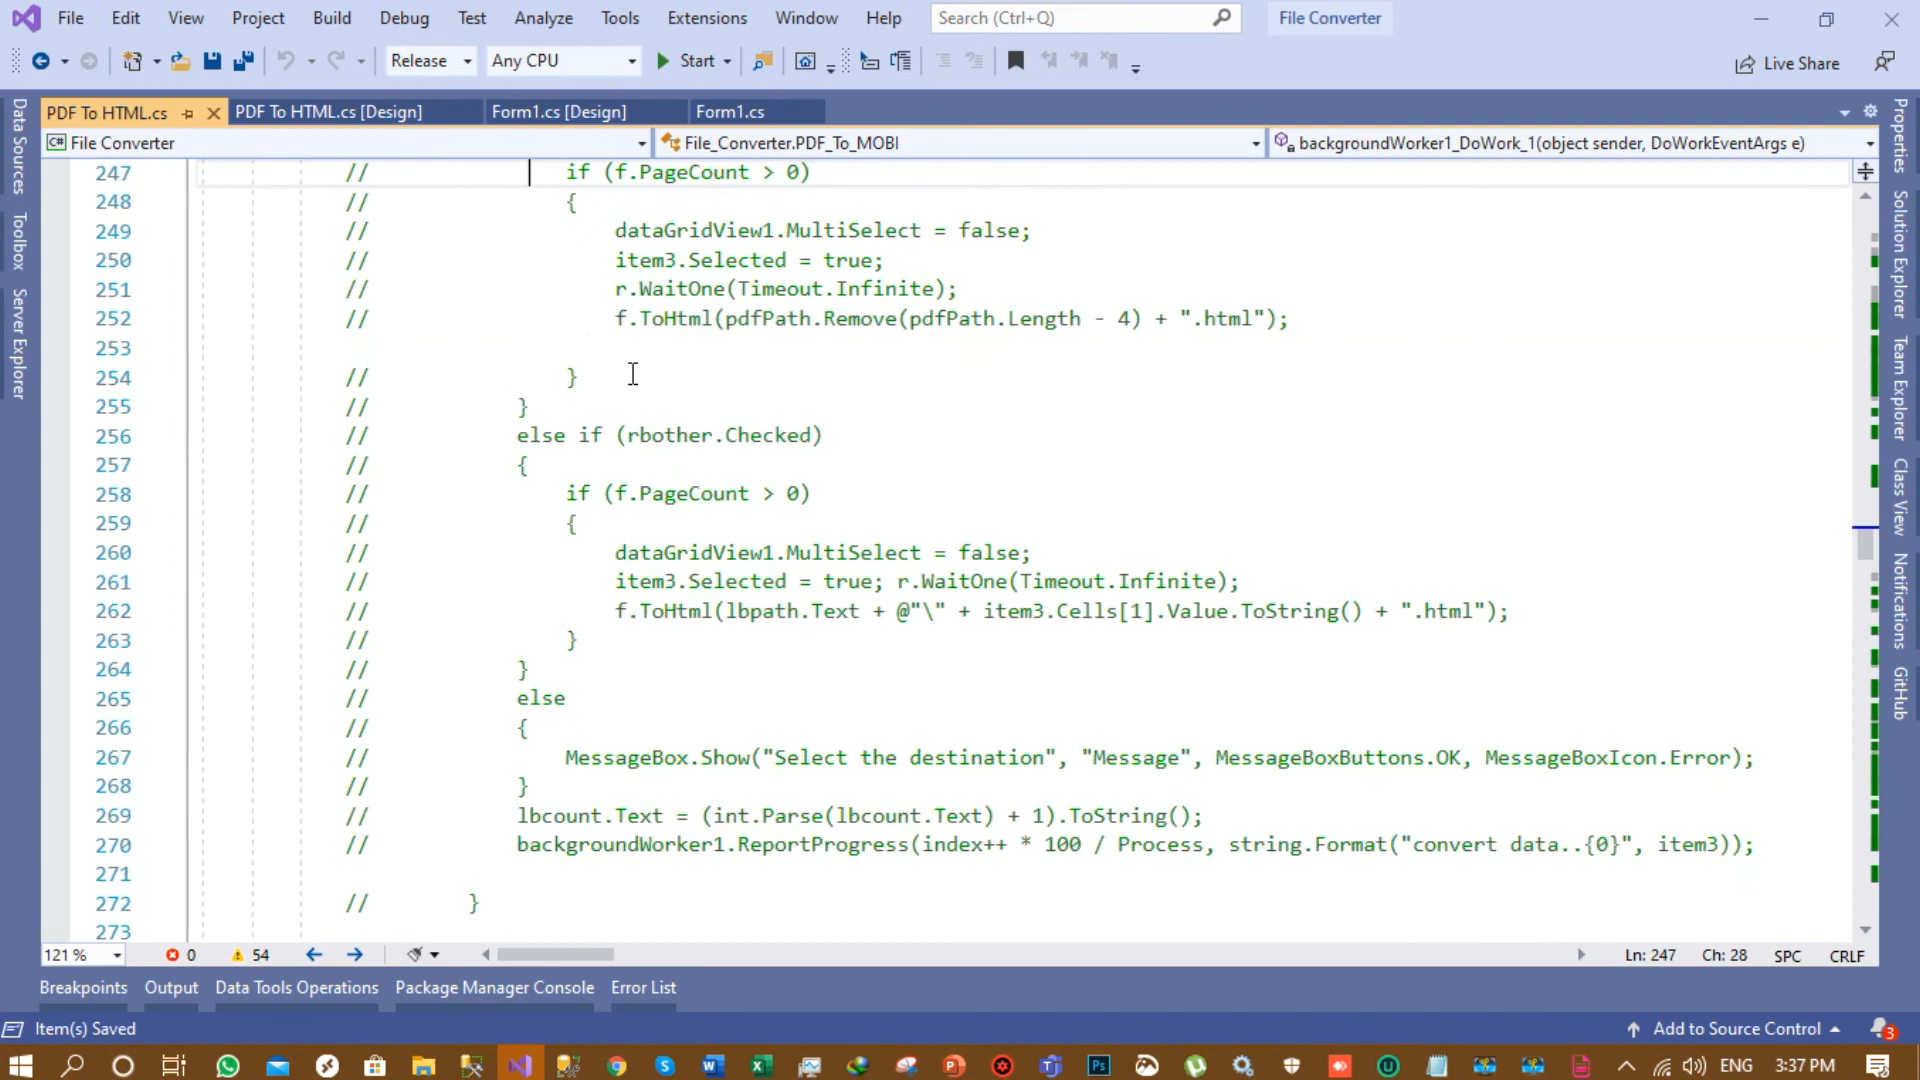 File Edit View Project Build Debug Test Analyze Tools Extensions Window Help Search (Ctrl+Q) File Converter
Release Any CPU Start Live Share
PDF To HTML.cs PDF To HTML.cs [Design] Form1.cs [Design] Form1.cs
C# File Converter File_Converter.PDF_To_MOBI backgroundWorker1_DoWork_1(object sender, DoWorkEventArgs e)
Data Sources
Toolbox
Server Explorer
247 // if (f.PageCount > 0)
248 // {
249 // dataGridView1.MultiSelect = false;
250 // item3.Selected = true;
251 // r.WaitOne(Timeout.Infinite);
252 // f.ToHtml(pdfPath.Remove(pdfPath.Length - 4) + ".html");
253
254 // }
255 // }
256 // else if (rbother.Checked)
257 // {
258 // if (f.PageCount > 0)
259 // {
260 // dataGridView1.MultiSelect = false;
261 // item3.Selected = true; r.WaitOne(Timeout.Infinite);
262 // f.ToHtml(lbpath.Text + @"\" + item3.Cells[1].Value.ToString() + ".html");
263 // }
264 // }
265 // else
266 // {
267 // MessageBox.Show("Select the destination", "Message", MessageBoxButtons.OK, MessageBoxIcon.Error);
268 // }
269 // lbcount.Text = (int.Parse(lbcount.Text) + 1).ToString();
270 // backgroundWorker1.ReportProgress(index++ * 100 / Process, string.Format("convert data..{0}", item3));
271
272 // }
273
Properties
Solution Explorer
Team Explorer
Class View
Notifications
GitHub
121 % 0 54 Ln: 247 Ch: 28 SPC CRLF
Breakpoints Output Data Tools Operations Package Manager Console Error List
Item(s) Saved Add to Source Control 3
ENG 3:37 PM